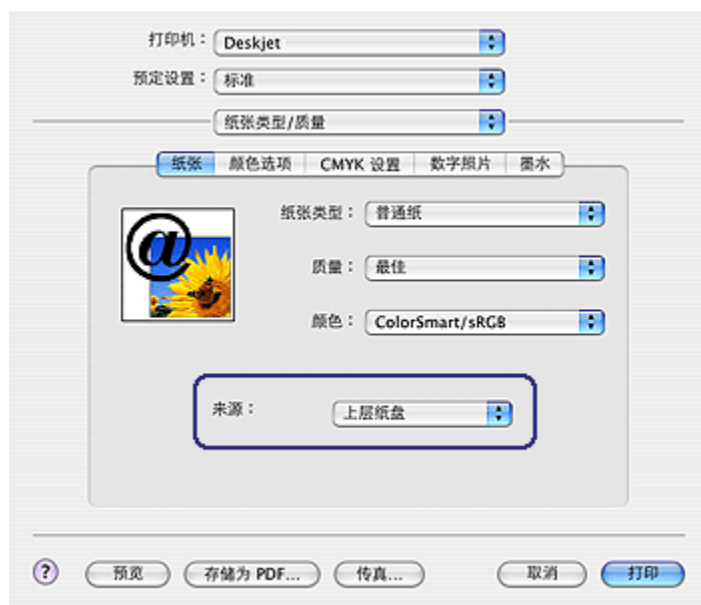 打印机： Deskjet
预定设置： 标准
纸张类型/质量
纸张 颜色选项 CMYK 设置 数字照片 墨水
纸张类型： 普通纸
@
质量： 最佳
颜色： ColorSmart/sRGB
来源： 上层纸盘
? 预览 存储为 PDF... 传真... 取消 打印